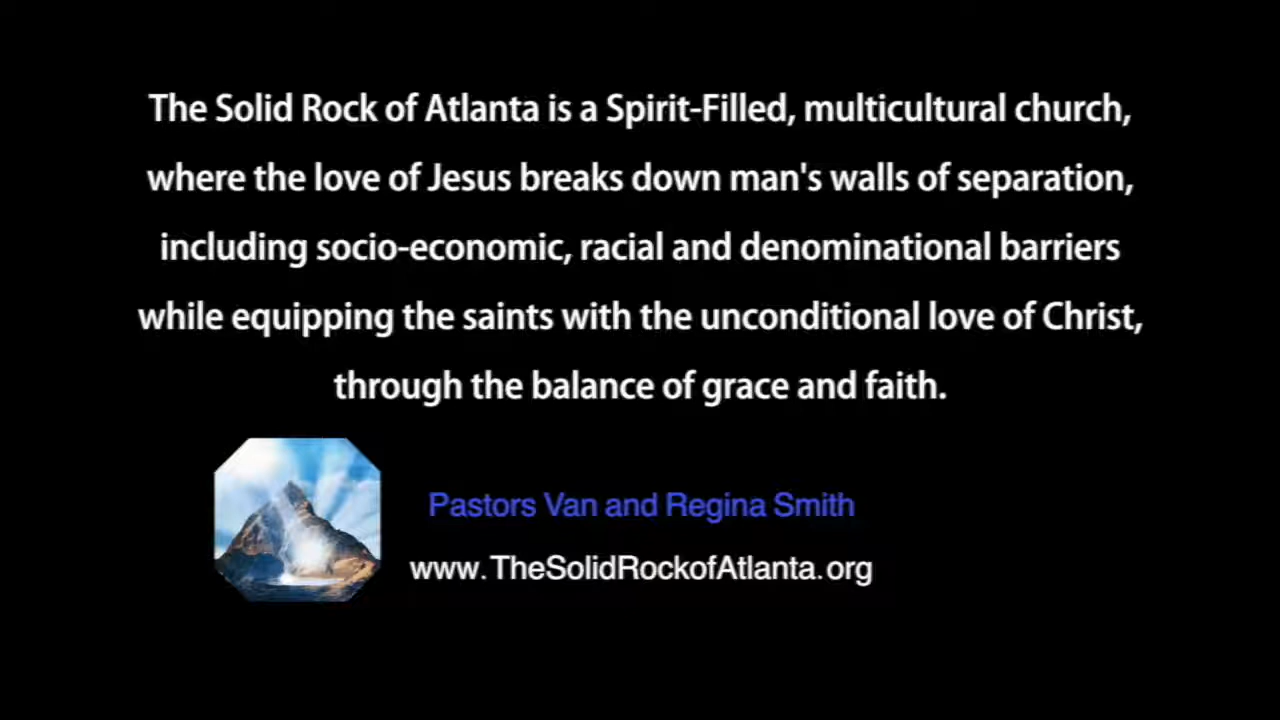 The Solid Rock of Atlanta is a Spirit-Filled, multicultural church,
where the love of Jesus breaks down man's walls of separation,
including socio-economic, racial and denominational barriers
while equipping the saints with the unconditional love of Christ,
through the balance of grace and faith.
Pastors Van and Regina Smith
www.TheSolidRockofAtlanta.org